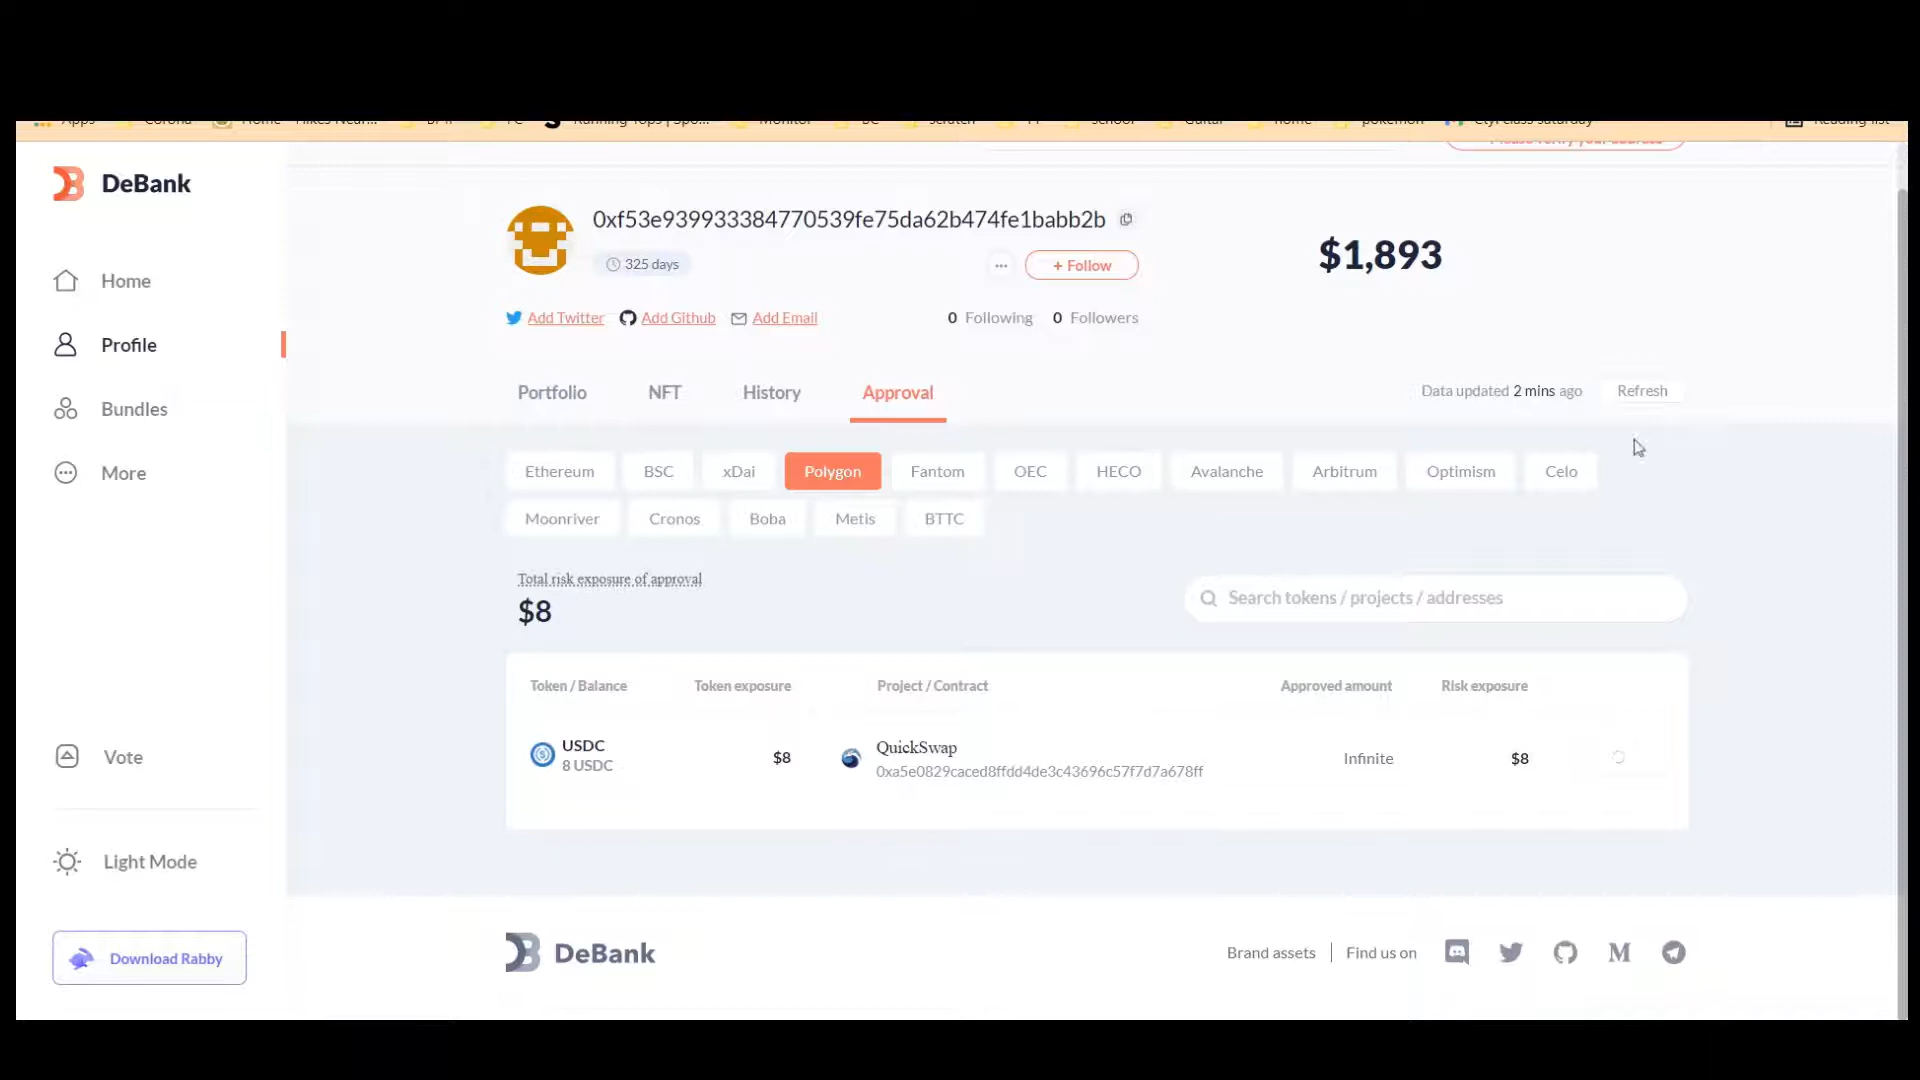 DeBank
Home
Profile
Bundles
More
Vote
Light Mode
Download Rabby
0xf53e939933384770539fe75da62b474fe1babb2b
325 days
+ Follow
$1,893
Add Twitter Add Github Add Email
0 Following 0 Followers
Portfolio NFT History Approval
Data updated 2 mins ago Refresh
Ethereum BSC xDai Polygon Fantom OEC HECO Avalanche Arbitrum Optimism Celo
Moonriver Cronos Boba Metis BTTC
Total risk exposure of approval
$8
Search tokens / projects / addresses
Token / Balance Token exposure Project / Contract Approved amount Risk exposure
USDC
8 USDC
$8
QuickSwap
0xa5e0829caced8ffdd4de3c43696c57f7d7a678ff
Infinite
$8
DeBank
Brand assets | Find us on